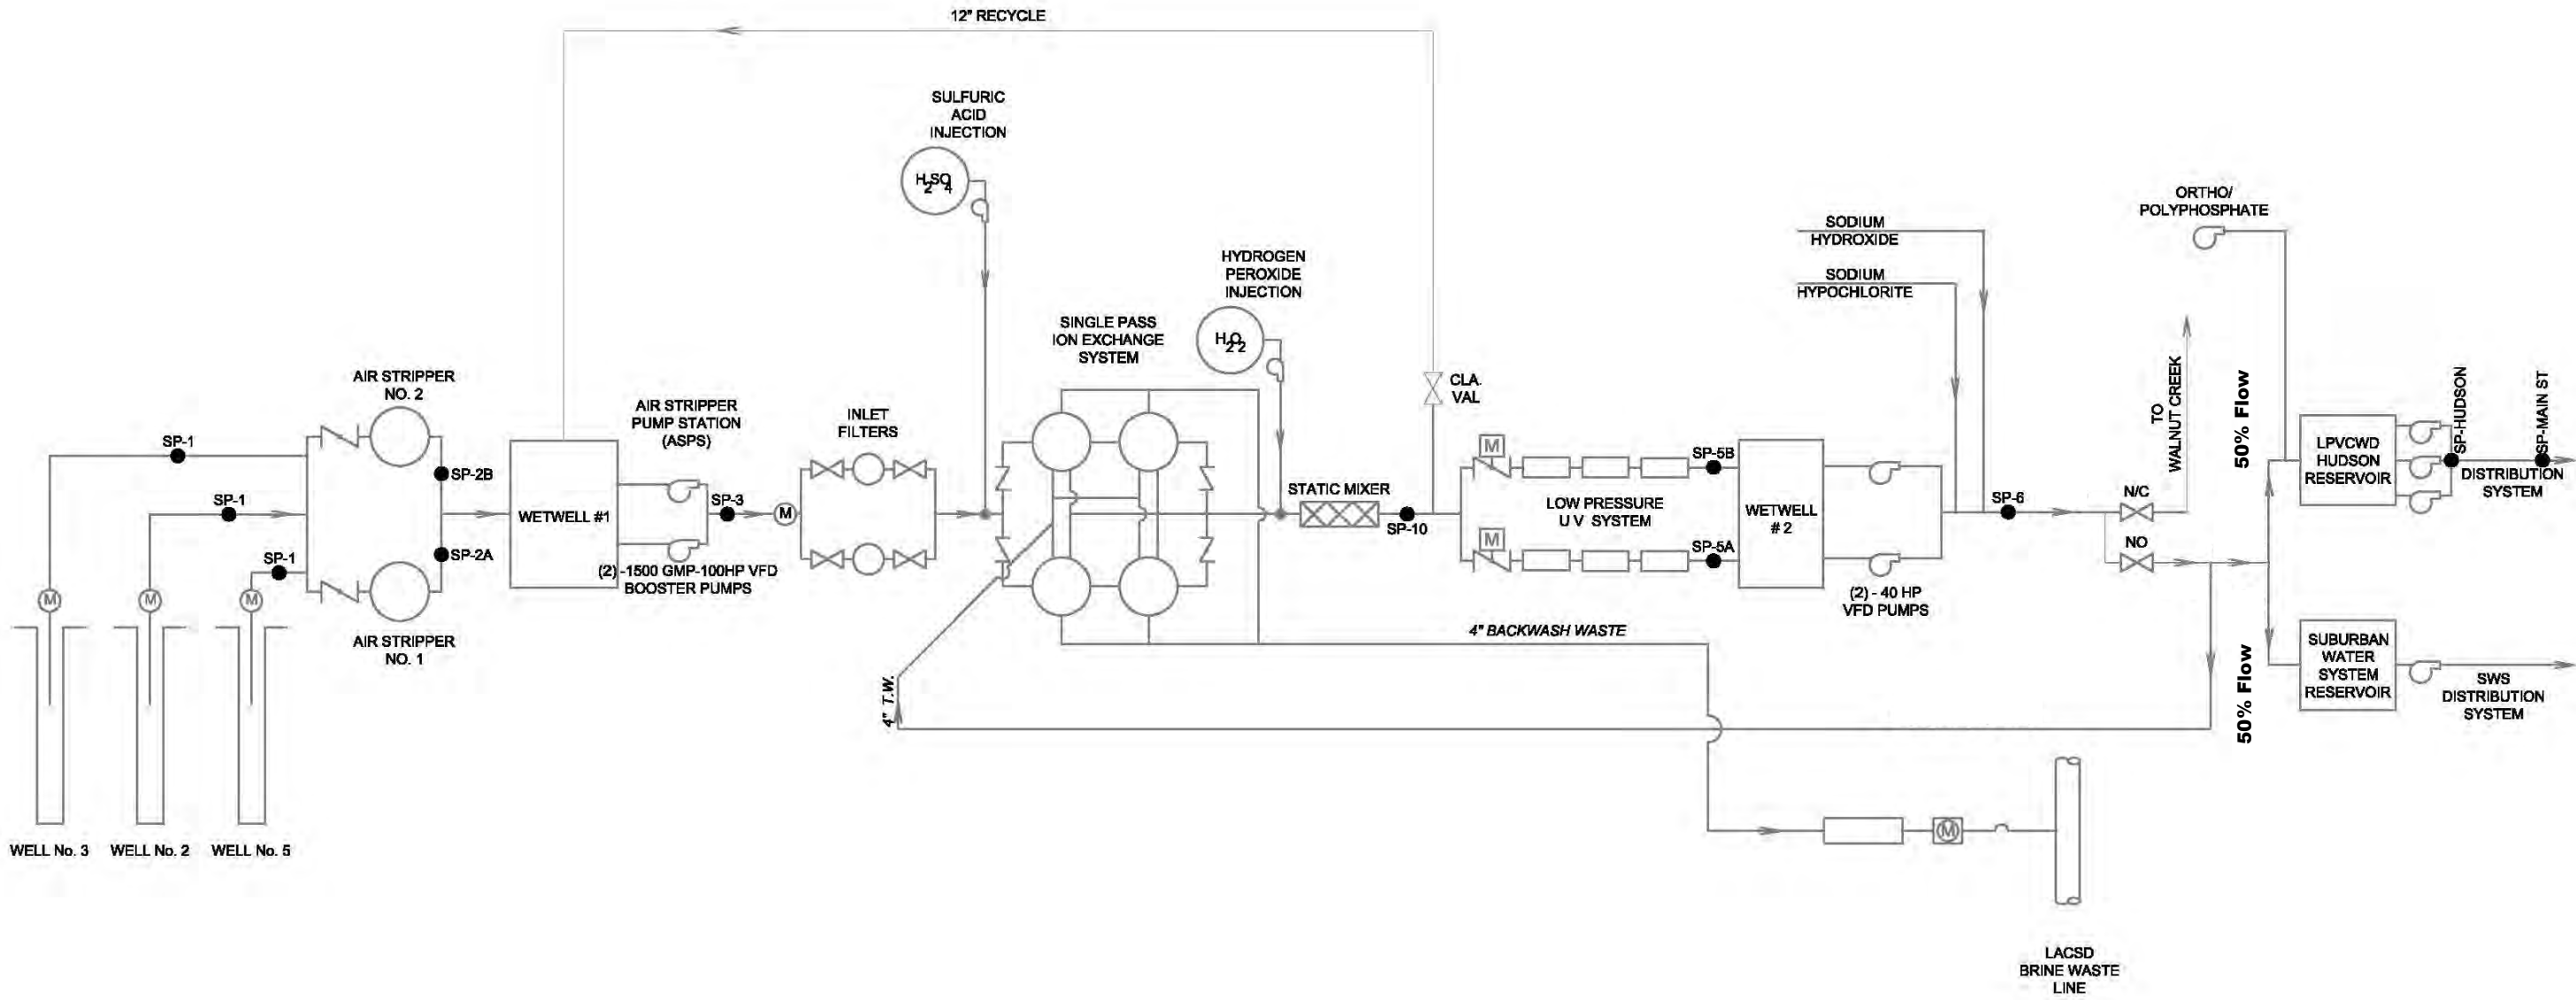 12" RECYCLE
SULFURIC
ACID
INJECTION
H2SO4
HYDROGEN
PEROXIDE
INJECTION
H2O2
SINGLE PASS
ION EXCHANGE
SYSTEM
AIR STRIPPER
NO. 2
SP-1
SP-1
SP-1
SP-2B
SP-2A
AIR STRIPPER
NO. 1
M
M
M
WELL No. 3
WELL No. 2
WELL No. 5
WETWELL #1
AIR STRIPPER
PUMP STATION
(ASPS)
SP-3
M
(2) -1500 GMP-100HP VFD
BOOSTER PUMPS
INLET
FILTERS
STATIC MIXER
SP-10
CLA.
VAL
M
M
SP-5B
LOW PRESSURE
U V SYSTEM
SP-5A
WETWELL
# 2
(2) - 40 HP
VFD PUMPS
SODIUM
HYDROXIDE
SODIUM
HYPOCHLORITE
SP-6
N/C
NO
TO
WALNUT CREEK
ORTHO/
POLYPHOSPHATE
50% Flow
50% Flow
LPVCWD
HUDSON
RESERVOIR
SP-HUDSON
SP-MAIN ST
DISTRIBUTION
SYSTEM
SUBURBAN
WATER
SYSTEM
RESERVOIR
SWS
DISTRIBUTION
SYSTEM
4" BACKWASH WASTE
4" T.W.
M
LACSD
BRINE WASTE
LINE